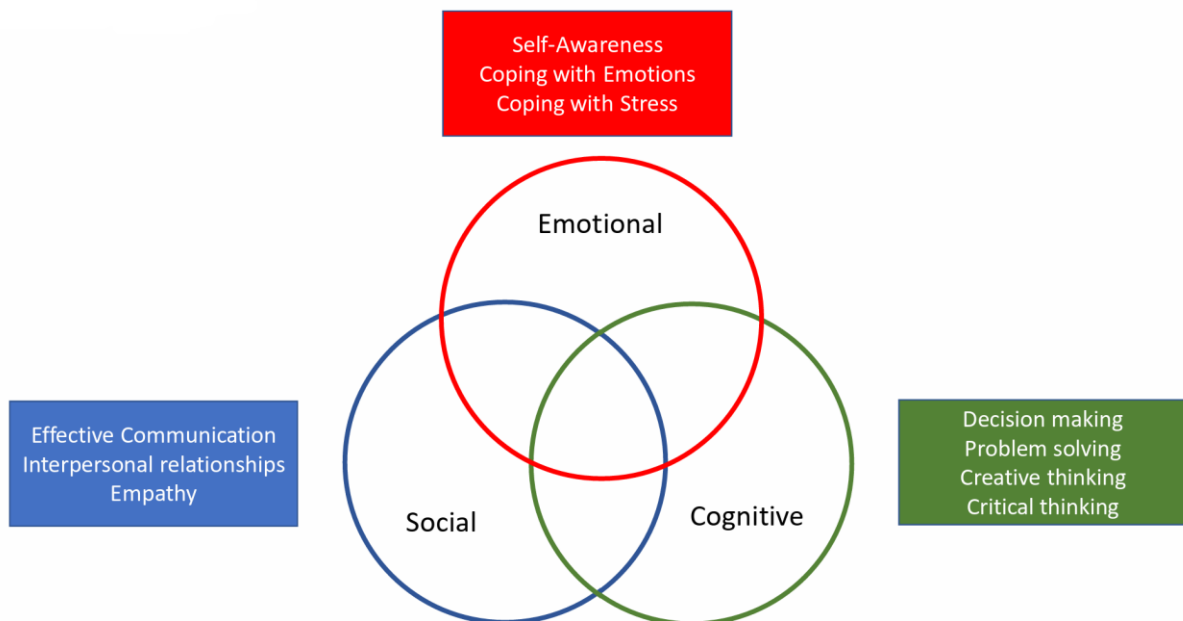 Self-Awareness
Coping with Emotions
Coping with Stress
Emotional
Effective Communication
Interpersonal relationships
Empathy
Social
Cognitive
Decision making
Problem solving
Creative thinking
Critical thinking